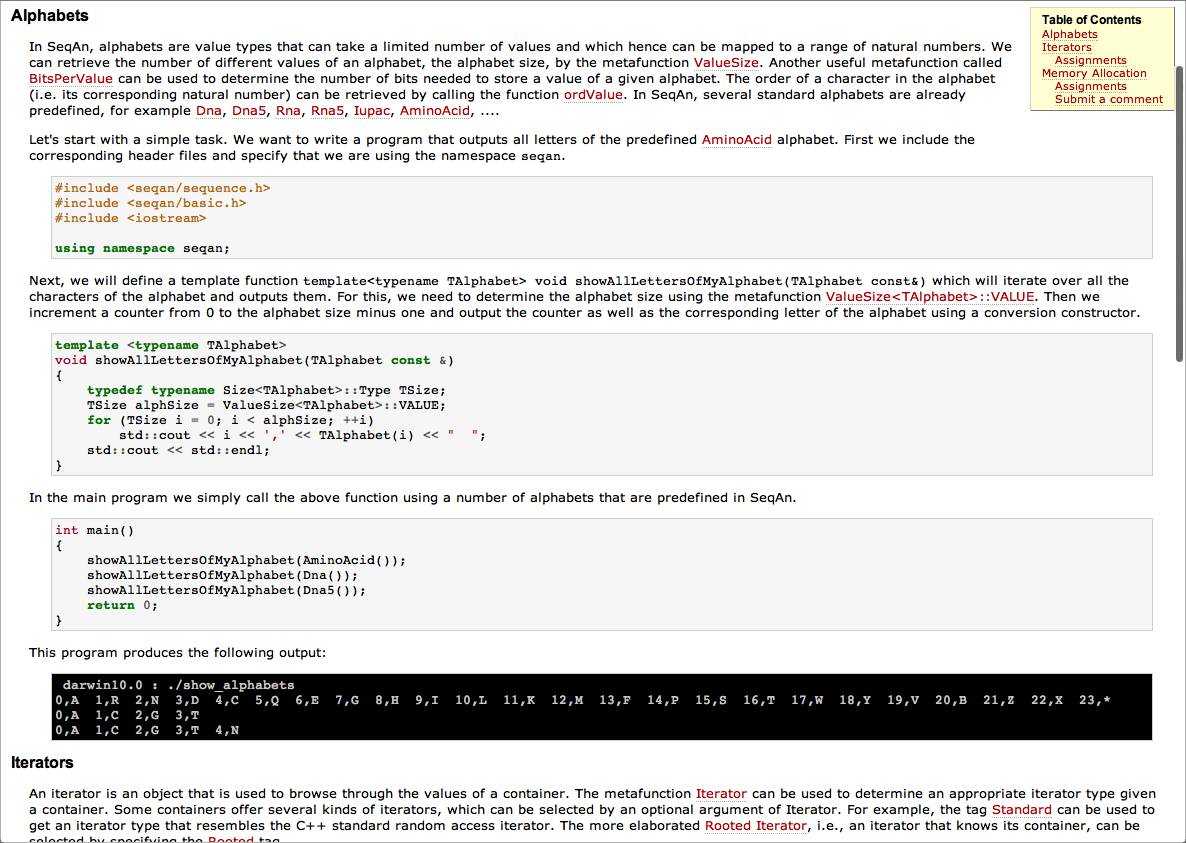 Alphabets
Table of Contents
Alphabets
Iterators
Assignments
Memory Allocation
Assignments
Submit a comment
In SeqAn, alphabets are value types that can take a limited number of values and which hence can be mapped to a range of natural numbers. We
can retrieve the number of different values of an alphabet, the alphabet size, by the metafunction ValueSize. Another useful metafunction called
BitsPerValue can be used to determine the number of bits needed to store a value of a given alphabet. The order of a character in the alphabet
(i.e. its corresponding natural number) can be retrieved by calling the function ordValue. In SeqAn, several standard alphabets are already
predefined, for example Dna, Dna5, Rna, Rna5, Iupac, AminoAcid, ....
Let's start with a simple task. We want to write a program that outputs all letters of the predefined AminoAcid alphabet. First we include the
corresponding header files and specify that we are using the namespace seqan.
#include <seqan/sequence.h>
#include <seqan/basic.h>
#include <iostream>
using namespace seqan;
Next, we will define a template function template<typename TAlphabet> void showAllLettersOfMyAlphabet(TAlphabet const&) which will iterate over all the
characters of the alphabet and outputs them. For this, we need to determine the alphabet size using the metafunction ValueSize<TAlphabet>::VALUE. Then we
increment a counter from 0 to the alphabet size minus one and output the counter as well as the corresponding letter of the alphabet using a conversion constructor.
template <typename TAlphabet>
void showAllLettersOfMyAlphabet(TAlphabet const &)
{
    typedef typename Size<TAlphabet>::Type TSize;
    TSize alphSize = ValueSize<TAlphabet>::VALUE;
    for (TSize i = 0; i < alphSize; ++i)
        std::cout << i << ',' << TAlphabet(i) << "  ";
    std::cout << std::endl;
}
In the main program we simply call the above function using a number of alphabets that are predefined in SeqAn.
int main()
{
    showAllLettersOfMyAlphabet(AminoAcid());
    showAllLettersOfMyAlphabet(Dna());
    showAllLettersOfMyAlphabet(Dna5());
    return 0;
}
This program produces the following output:
darwin10.0 : ./show_alphabets
0,A  1,R  2,N  3,D  4,C  5,Q  6,E  7,G  8,H  9,I  10,L  11,K  12,M  13,F  14,P  15,S  16,T  17,W  18,Y  19,V  20,B  21,Z  22,X  23,*
0,A  1,C  2,G  3,T
0,A  1,C  2,G  3,T  4,N
Iterators
An iterator is an object that is used to browse through the values of a container. The metafunction Iterator can be used to determine an appropriate iterator type given
a container. Some containers offer several kinds of iterators, which can be selected by an optional argument of Iterator. For example, the tag Standard can be used to
get an iterator type that resembles the C++ standard random access iterator. The more elaborated Rooted Iterator, i.e., an iterator that knows its container, can be
selected by specifying the Rooted tag.